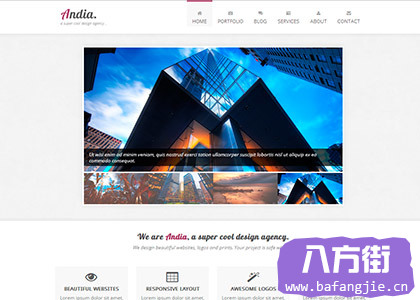 Andia.
a super cool design agency...
HOME PORTFOLIO BLOG SERVICES ABOUT CONTACT
Ut wisi enim ad minim veniam, quis nostrud exerci tation ullamcorper suscipit lobortis nisl ut aliquip ex ea
commodo consequat.
We are Andia, a super cool design agency.
We design beautiful websites, logos and prints. Your project is safe
BEAUTIFUL WEBSITES RESPONSIVE LAYOUT AWESOME LOGOS
Lorem ipsum dolor sit amet, Lorem ipsum dolor sit amet, Lorem ipsum dolor
八方街
www.bafangjie.cn